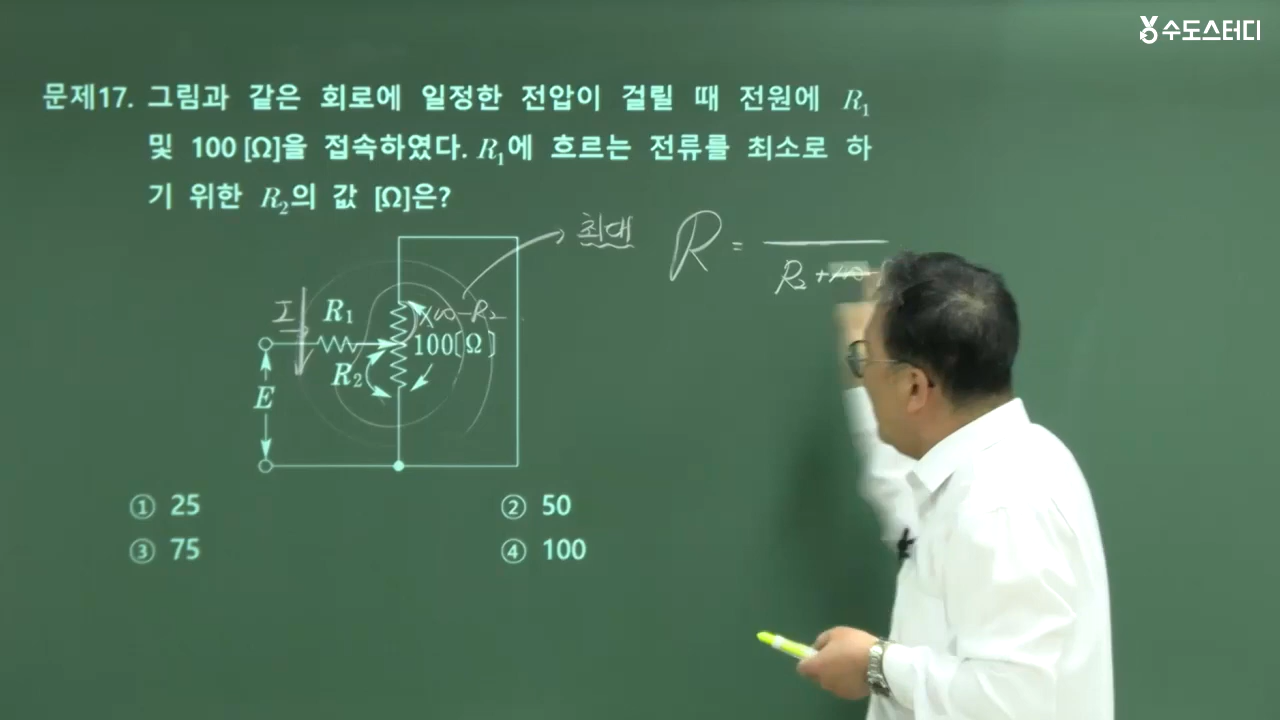 수도스터디
문제17. 그림과 같은 회로에 일정한 전압이 걸릴 때 전원에 R₁
및 100 [Ω]을 접속하였다. R₁에 흐르는 전류를 최소로 하
기 위한 R₂의 값 [Ω]은?
최대
R =
R₂ + 100 -
I
R₁
100 - R₂
100[Ω]
R₂
E
① 25
② 50
③ 75
④ 100